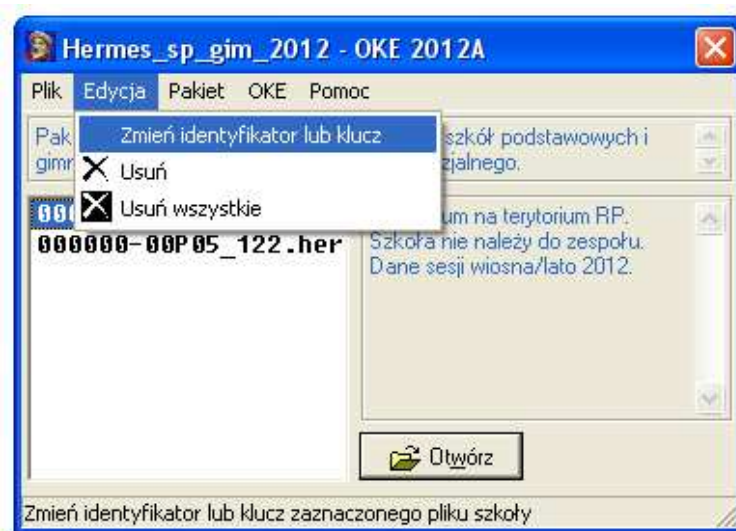 Hermes_sp_gim_2012 - OKE 2012A
Plik Edycja Pakiet OKE Pomoc
Zmień identyfikator lub klucz
Usuń
Usuń wszystkie
szkół podstawowych i
000000-00P05_122.her
um na terytorium RP.
Szkoła nie należy do zespołu.
Dane sesji wiosna/lato 2012.
Otwórz
Zmień identyfikator lub klucz zaznaczonego pliku szkoły